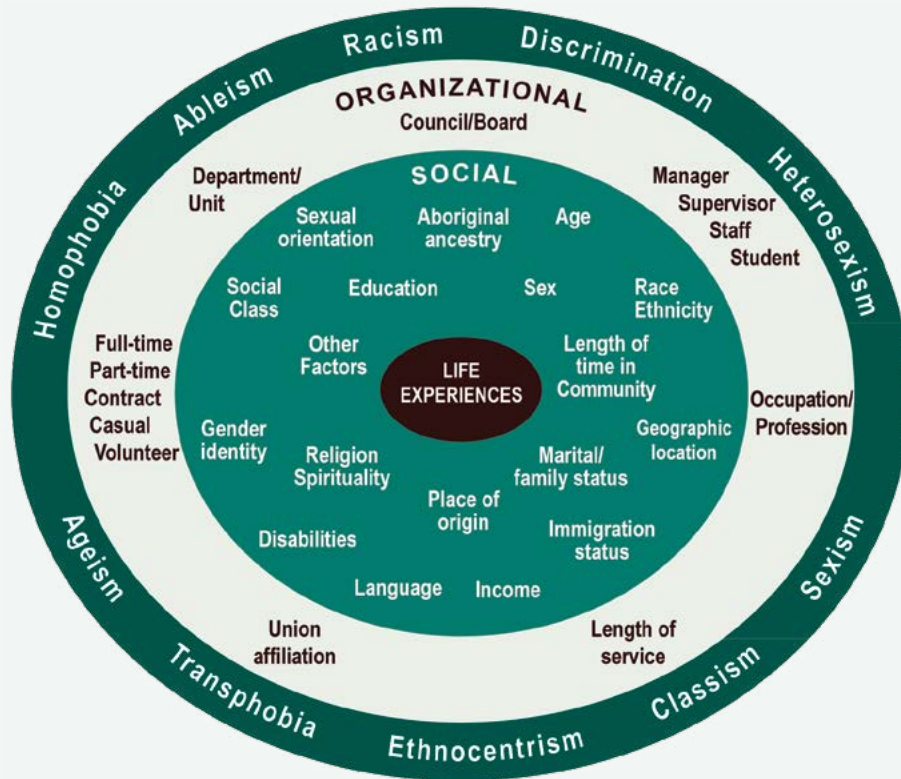 Racism
Discrimination
Ableism
Heterosexism
Homophobia
Sexism
Ageism
Classism
Transphobia
Ethnocentrism
ORGANIZATIONAL
Council/Board
Department/
Unit
Manager
Supervisor
Staff
Student
Full-time
Part-time
Contract
Casual
Volunteer
Occupation/
Profession
Union
affiliation
Length of
service
SOCIAL
Sexual
orientation
Aboriginal
ancestry
Age
Social
Class
Education
Sex
Race
Ethnicity
Other
Factors
LIFE
EXPERIENCES
Length of
time in
Community
Gender
identity
Religion
Spirituality
Marital/
family status
Geographic
location
Place of
origin
Disabilities
Immigration
status
Language
Income